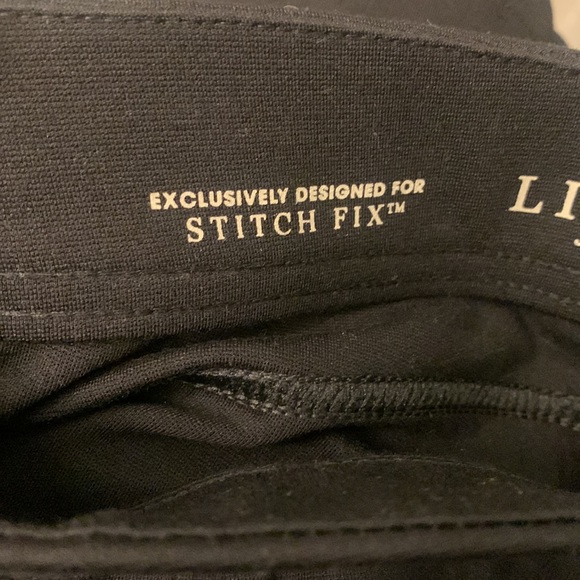 EXCLUSIVELY DESIGNED FOR
STITCH FIX™